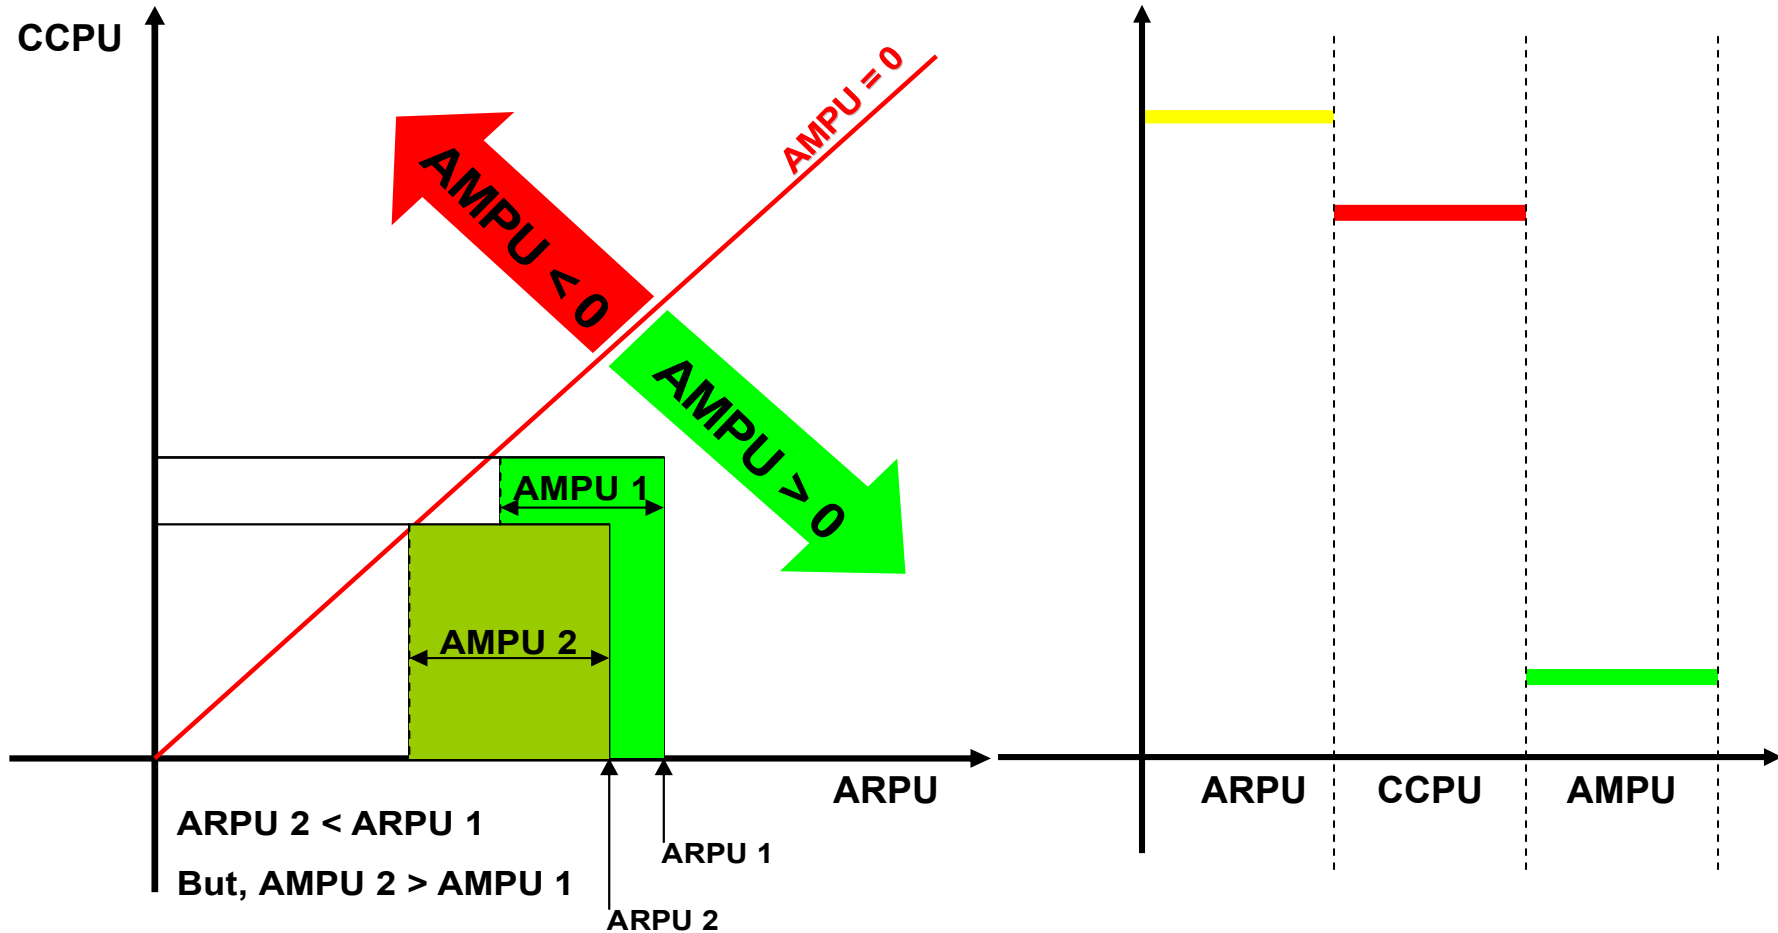 CCPU
AMPU = 0
AMPU < 0
AMPU > 0
AMPU 1
AMPU 2
ARPU
ARPU 2 < ARPU 1
But, AMPU 2 > AMPU 1
ARPU 1
ARPU 2
ARPU
CCPU
AMPU